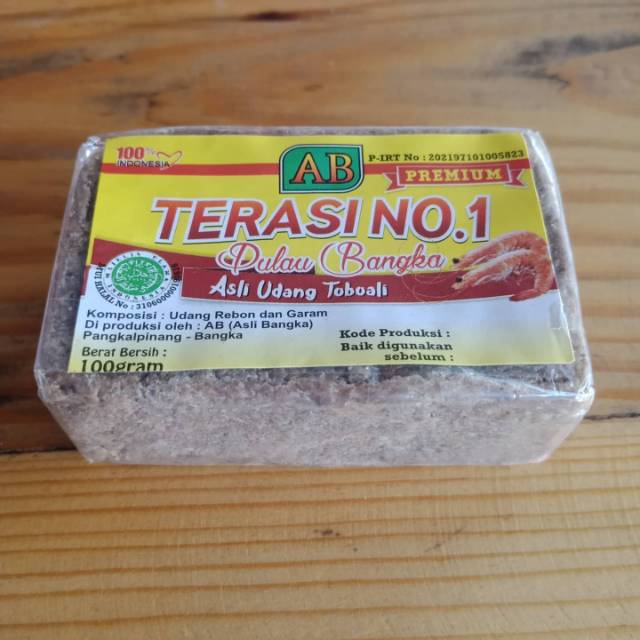 100% INDONESIA
AB
P-IRT No : 202197101005823
PREMIUM
TERASI NO.1
Pulau Bangka
Asli Udang Toboali
Komposisi : Udang Rebon dan Garam
Di produksi oleh : AB (Asli Bangka)
Pangkalpinang - Bangka
Berat Bersih :
100gram
Kode Produksi :
Baik digunakan
sebelum :